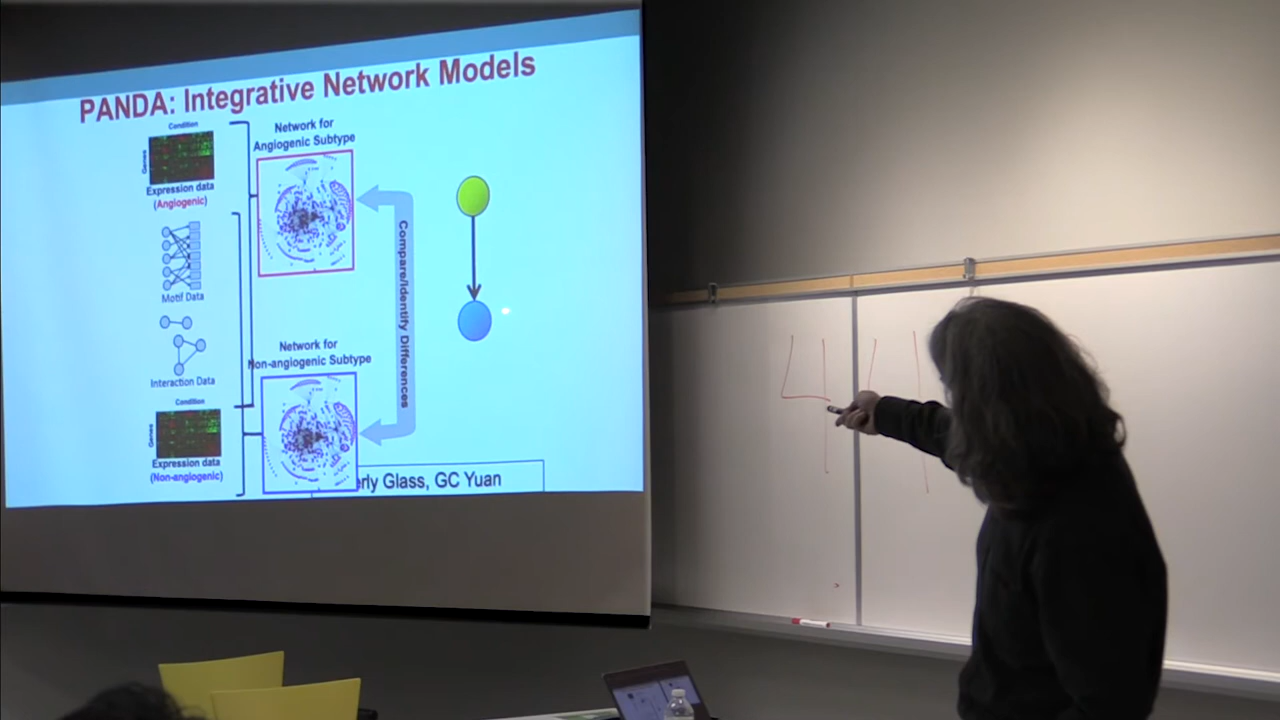 PANDA: Integrative Network Models
Condition
Genes
Expression data
(Angiogenic)
Motif Data
Interaction Data
Condition
Genes
Expression data
(Non-angiogenic)
Network for
Angiogenic Subtype
Network for
Non-angiogenic Subtype
Compare/Identify Differences
erly Glass, GC Yuan
4